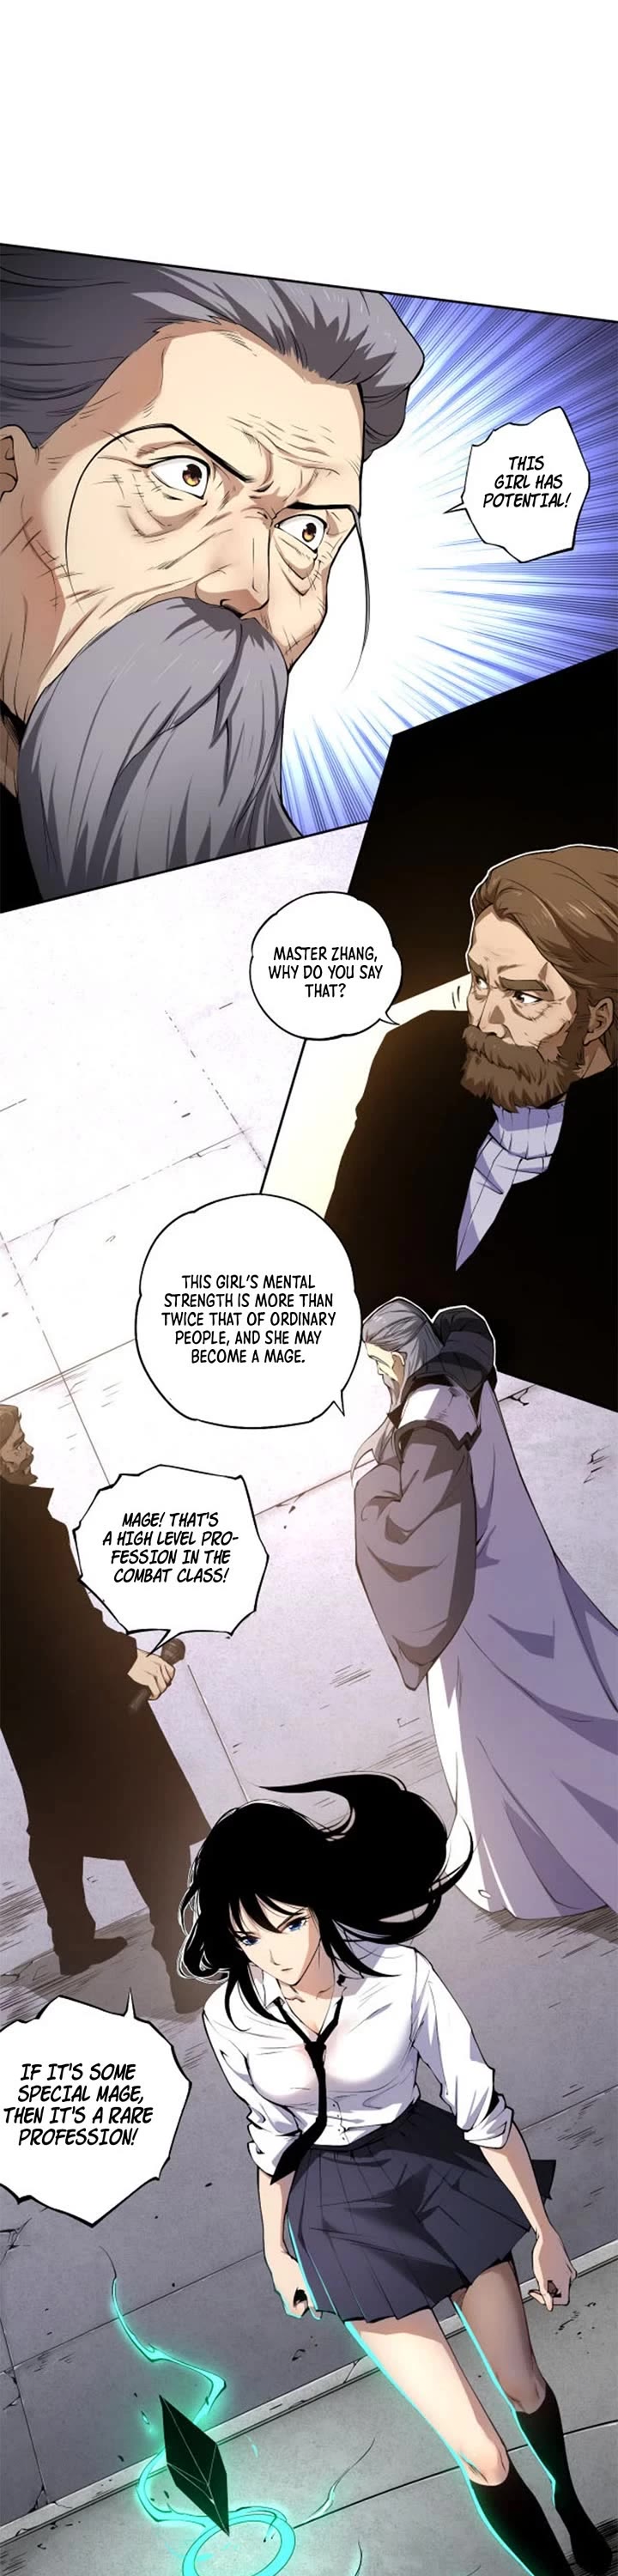 THIS
GIRL HAS
POTENTIAL!
MASTER ZHANG,
WHY DO YOU SAY
THAT?
THIS GIRL'S MENTAL
STRENGTH IS MORE THAN
TWICE THAT OF ORDINARY
PEOPLE, AND SHE MAY
BECOME A MAGE.
MAGE! THAT'S
A HIGH LEVEL PRO-
FESSION IN THE
COMBAT CLASS!
IF IT'S SOME
SPECIAL MAGE,
THEN IT'S A RARE
PROFESSION!